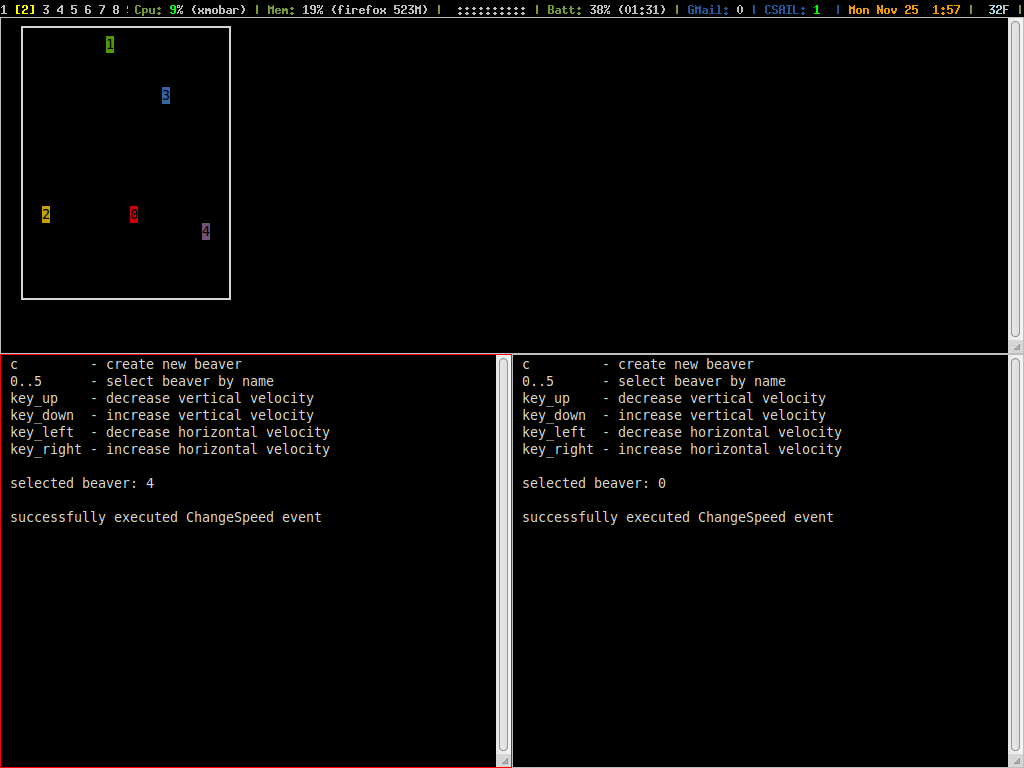 1 [2] 3 4 5 6 7 8 : Cpu: 9% (xmobar) | Mem: 19% (firefox 523M) | :::::::::: | Batt: 38% (01:31) | GMail: 0 | CSAIL: 1 | Mon Nov 25 1:57 | 32F |
1
3
2 0
4
c - create new beaver
0..5 - select beaver by name
key_up - decrease vertical velocity
key_down - increase vertical velocity
key_left - decrease horizontal velocity
key_right - increase horizontal velocity
selected beaver: 4
successfully executed ChangeSpeed event
c - create new beaver
0..5 - select beaver by name
key_up - decrease vertical velocity
key_down - increase vertical velocity
key_left - decrease horizontal velocity
key_right - increase horizontal velocity
selected beaver: 0
successfully executed ChangeSpeed event